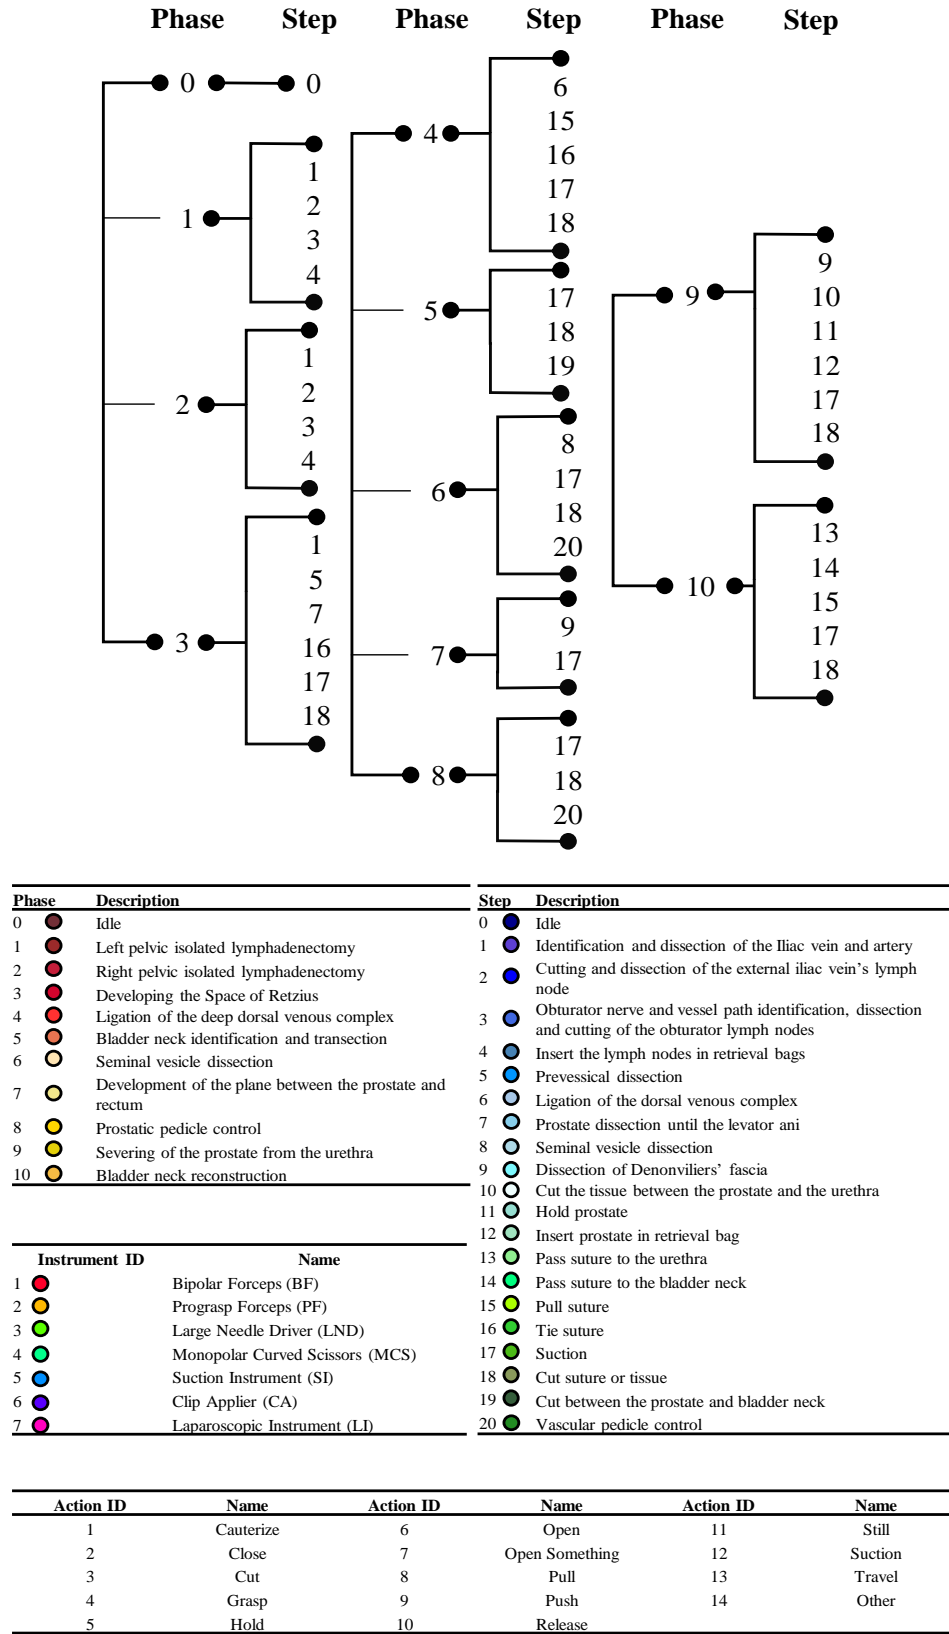 Phase Step Phase Step Phase Step
0 0
1
1
2
3
4
2
1
2
3
4
3
1
5
7
16
17
18
4
6
15
16
17
18
5
17
18
19
6
8
17
18
20
7
9
17
8
17
18
20
9
9
10
11
12
17
18
10
13
14
15
17
18
Phase Description
0 Idle
1 Left pelvic isolated lymphadenectomy
2 Right pelvic isolated lymphadenectomy
3 Developing the Space of Retzius
4 Ligation of the deep dorsal venous complex
5 Bladder neck identification and transection
6 Seminal vesicle dissection
7 Development of the plane between the prostate and
rectum
8 Prostatic pedicle control
9 Severing of the prostate from the urethra
10 Bladder neck reconstruction
Instrument ID Name
1 Bipolar Forceps (BF)
2 Prograsp Forceps (PF)
3 Large Needle Driver (LND)
4 Monopolar Curved Scissors (MCS)
5 Suction Instrument (SI)
6 Clip Applier (CA)
7 Laparoscopic Instrument (LI)
Step Description
0 Idle
1 Identification and dissection of the Iliac vein and artery
2 Cutting and dissection of the external iliac vein's lymph
node
3 Obturator nerve and vessel path identification, dissection
and cutting of the obturator lymph nodes
4 Insert the lymph nodes in retrieval bags
5 Prevessical dissection
6 Ligation of the dorsal venous complex
7 Prostate dissection until the levator ani
8 Seminal vesicle dissection
9 Dissection of Denonviliers' fascia
10 Cut the tissue between the prostate and the urethra
11 Hold prostate
12 Insert prostate in retrieval bag
13 Pass suture to the urethra
14 Pass suture to the bladder neck
15 Pull suture
16 Tie suture
17 Suction
18 Cut suture or tissue
19 Cut between the prostate and bladder neck
20 Vascular pedicle control
Action ID Name Action ID Name Action ID Name
1 Cauterize 6 Open 11 Still
2 Close 7 Open Something 12 Suction
3 Cut 8 Pull 13 Travel
4 Grasp 9 Push 14 Other
5 Hold 10 Release